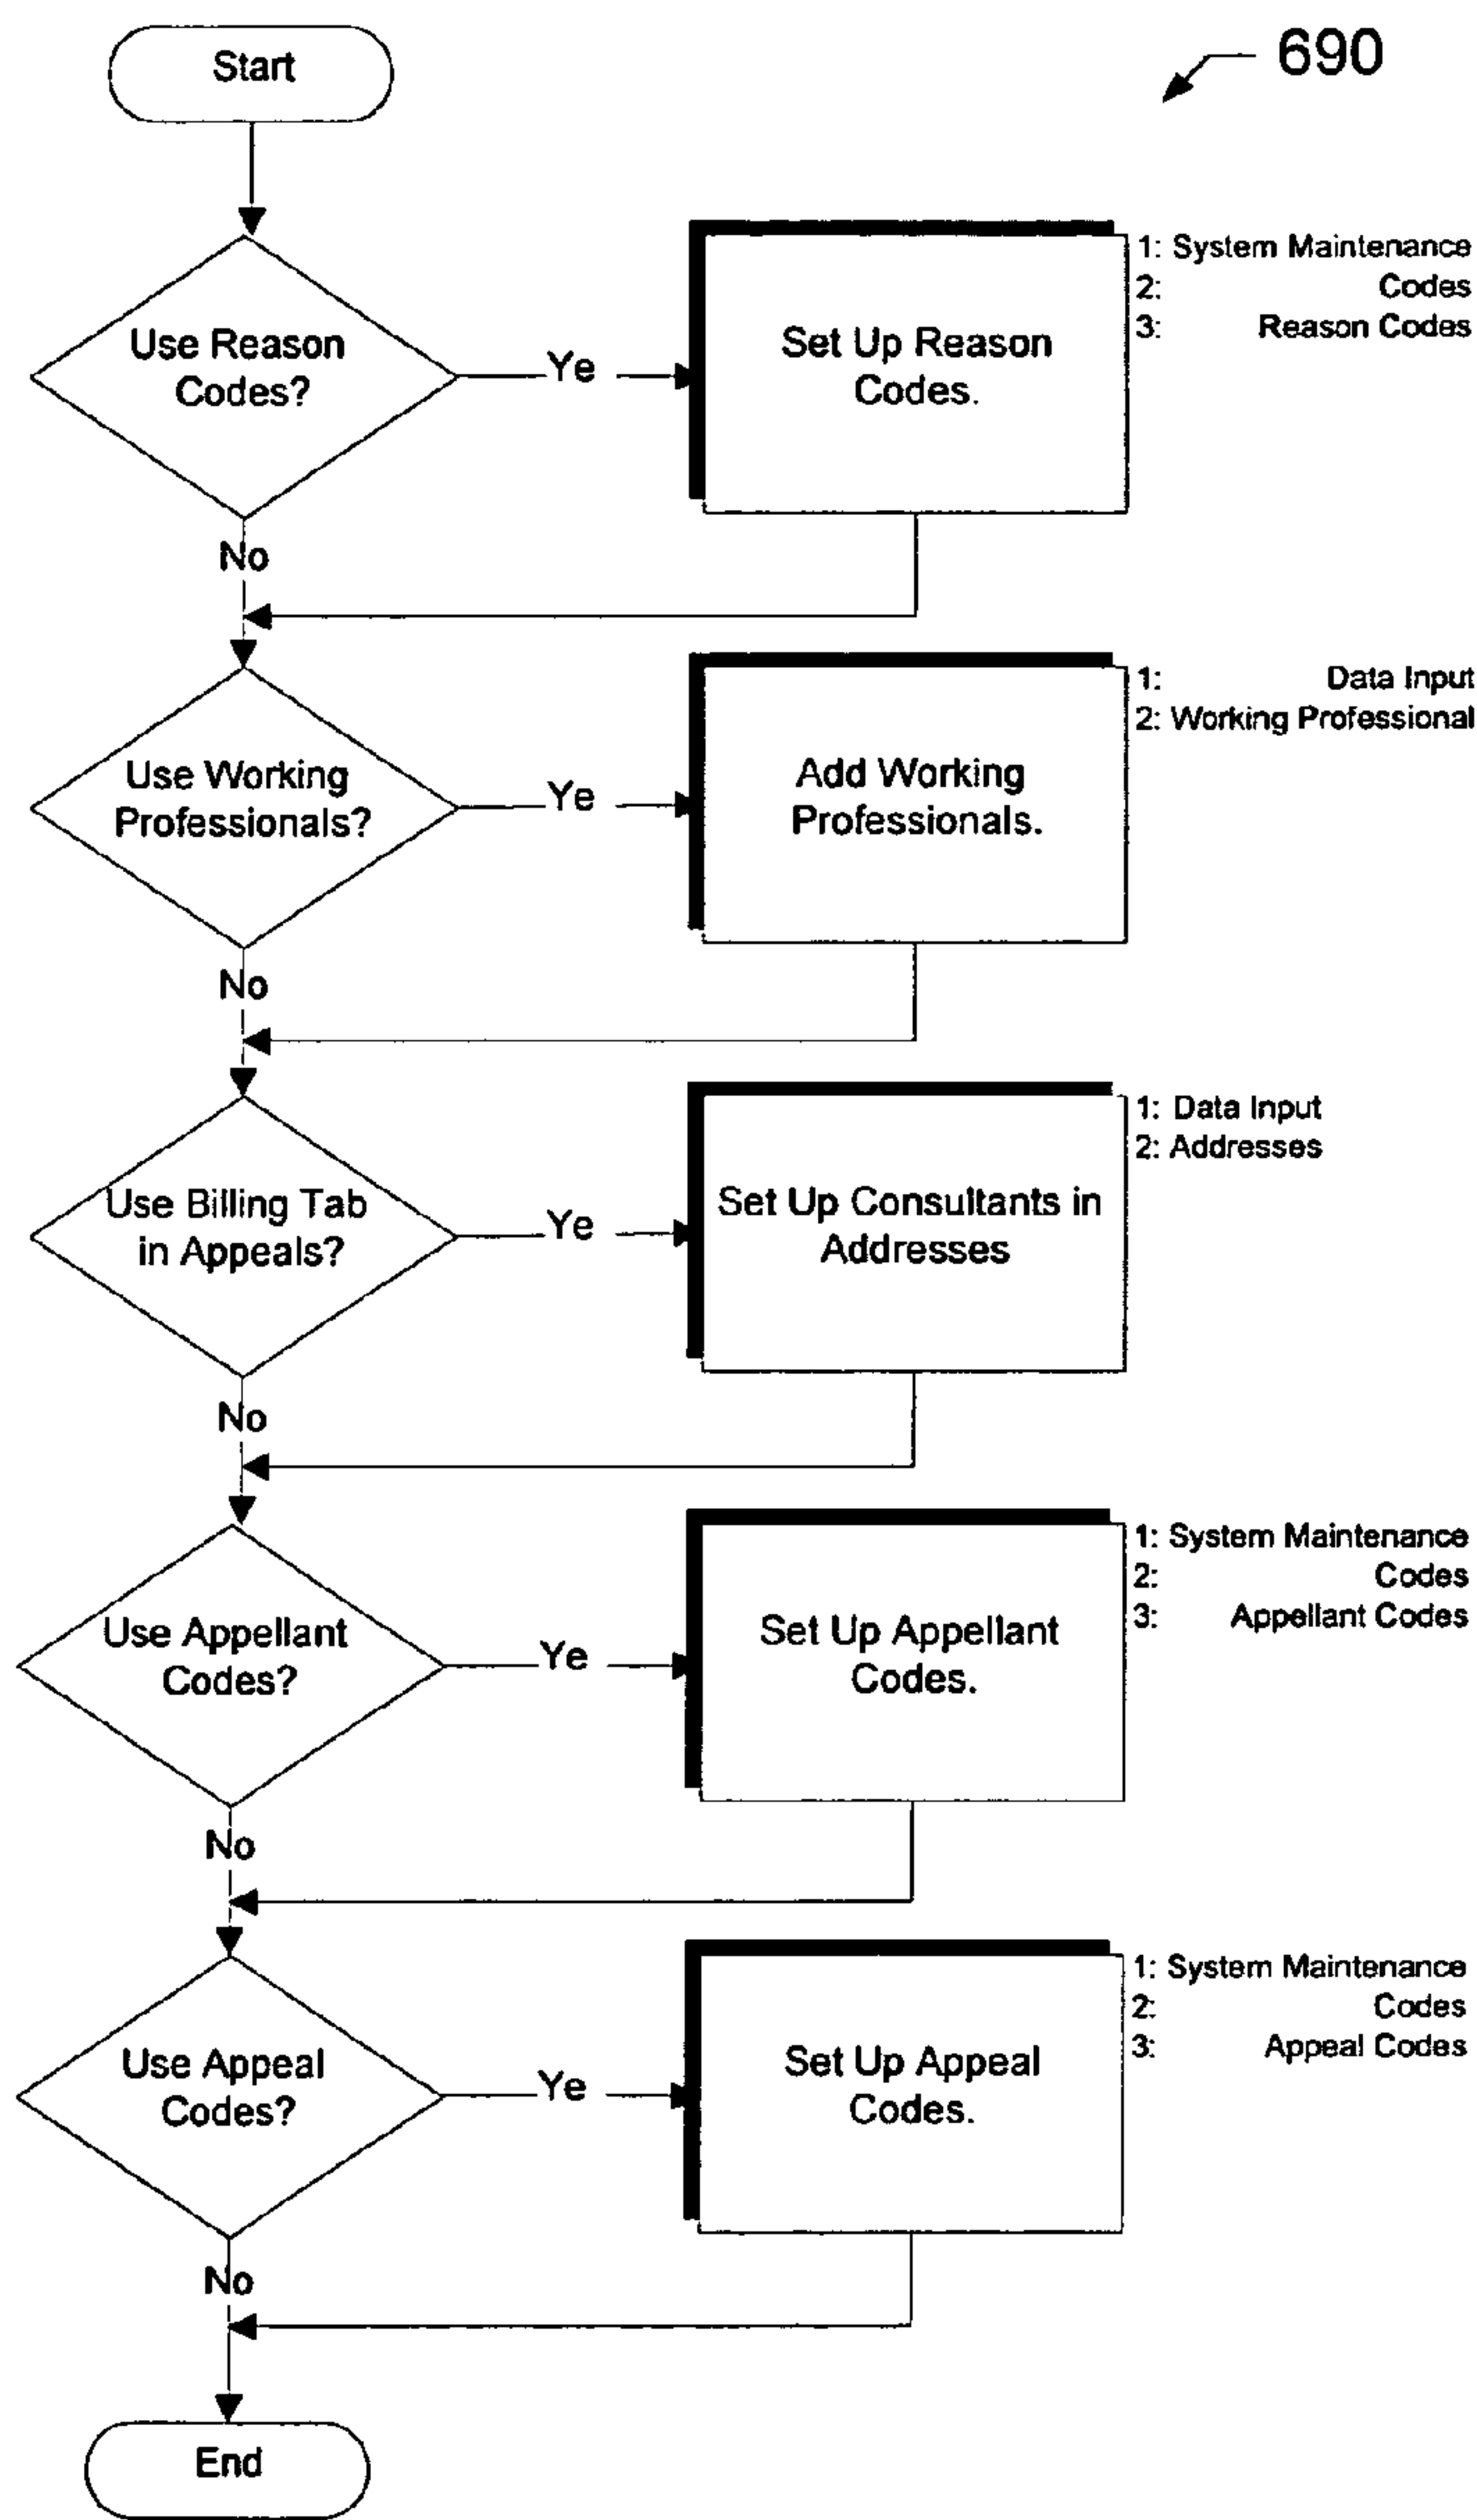 Start
690
Use Reason
Codes?
Ye
Set Up Reason
Codes.
1: System Maintenance
2: Codes
3: Reason Codes
No
Use Working
Professionals?
Ye
Add Working
Professionals.
1: Data Input
2: Working Professional
No
Use Billing Tab
in Appeals?
Ye
Set Up Consultants in
Addresses
1: Data Input
2: Addresses
No
Use Appellant
Codes?
Ye
Set Up Appellant
Codes.
1: System Maintenance
2: Codes
3: Appellant Codes
No
Use Appeal
Codes?
Ye
Set Up Appeal
Codes.
1: System Maintenance
2: Codes
3: Appeal Codes
No
End